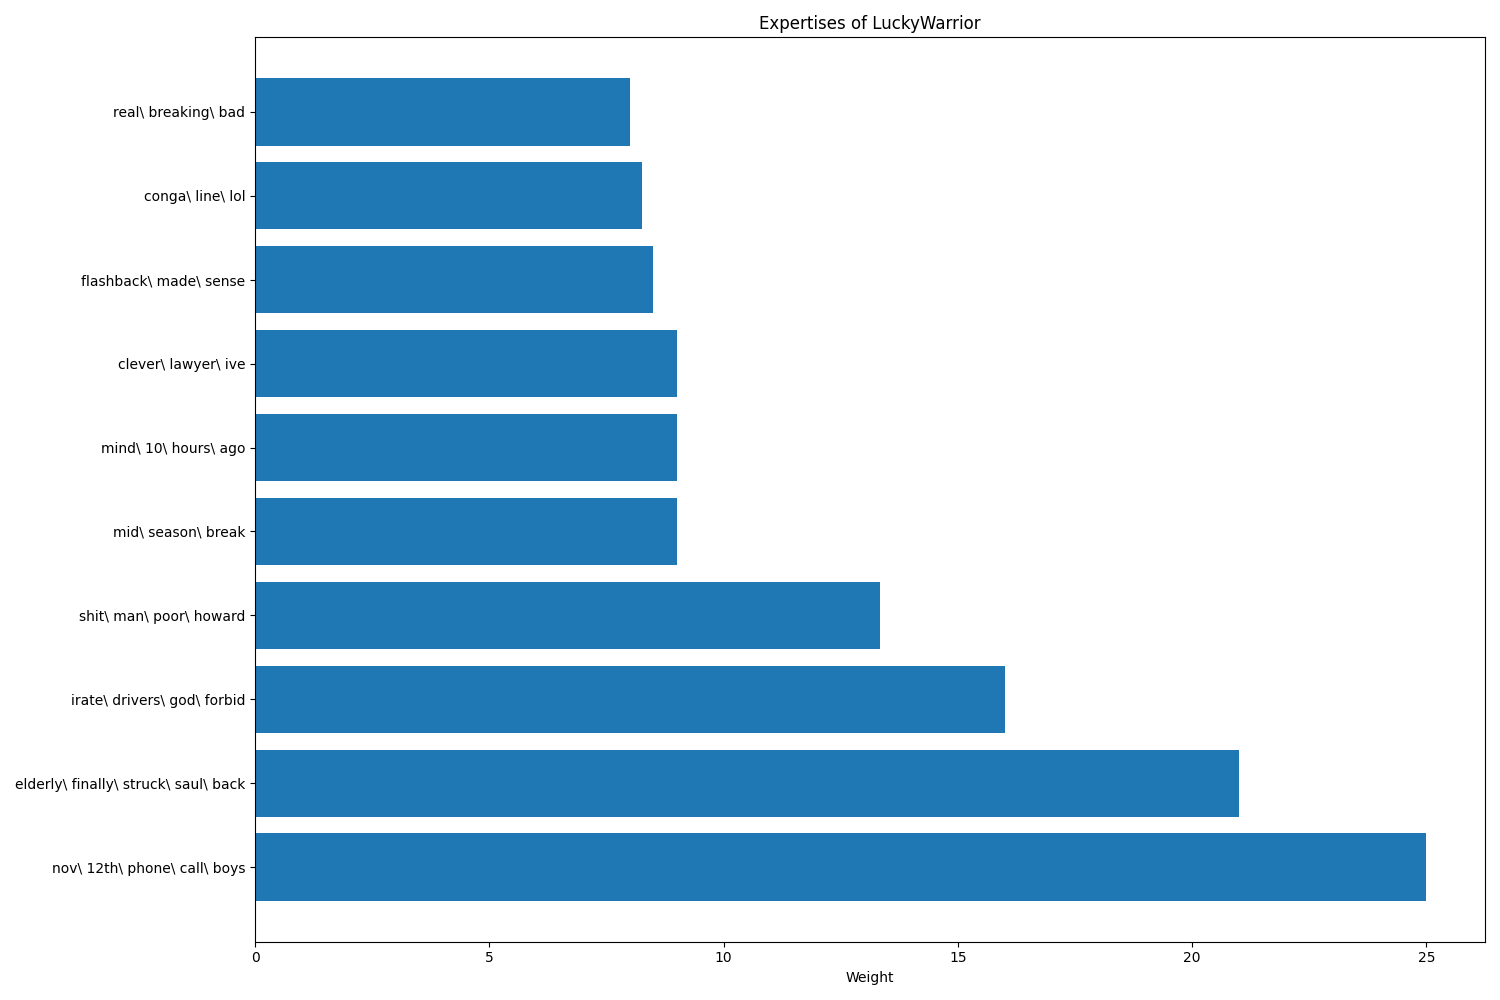 Expertises of LuckyWarrior
real\ breaking\ bad
conga\ line\ lol
flashback\ made\ sense
clever\ lawyer\ ive
mind\ 10\ hours\ ago
mid\ season\ break
shit\ man\ poor\ howard
irate\ drivers\ god\ forbid
elderly\ finally\ struck\ saul\ back
nov\ 12th\ phone\ call\ boys
0 5 10 15 20 25
Weight